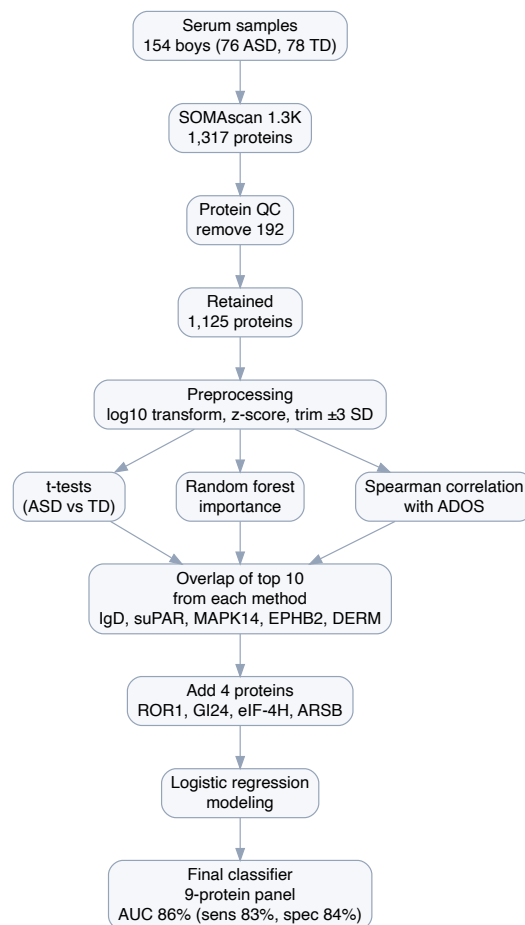 Serum samples
154 boys (76 ASD, 78 TD)
SOMAscan 1.3K
1,317 proteins
Protein QC
remove 192
Retained
1,125 proteins
Preprocessing
log10 transform, z-score, trim ±3 SD
t-tests
(ASD vs TD)
Random forest
importance
Spearman correlation
with ADOS
Overlap of top 10
from each method
IgD, suPAR, MAPK14, EPHB2, DERM
Add 4 proteins
ROR1, GI24, eIF-4H, ARSB
Logistic regression
modeling
Final classifier
9-protein panel
AUC 86% (sens 83%, spec 84%)